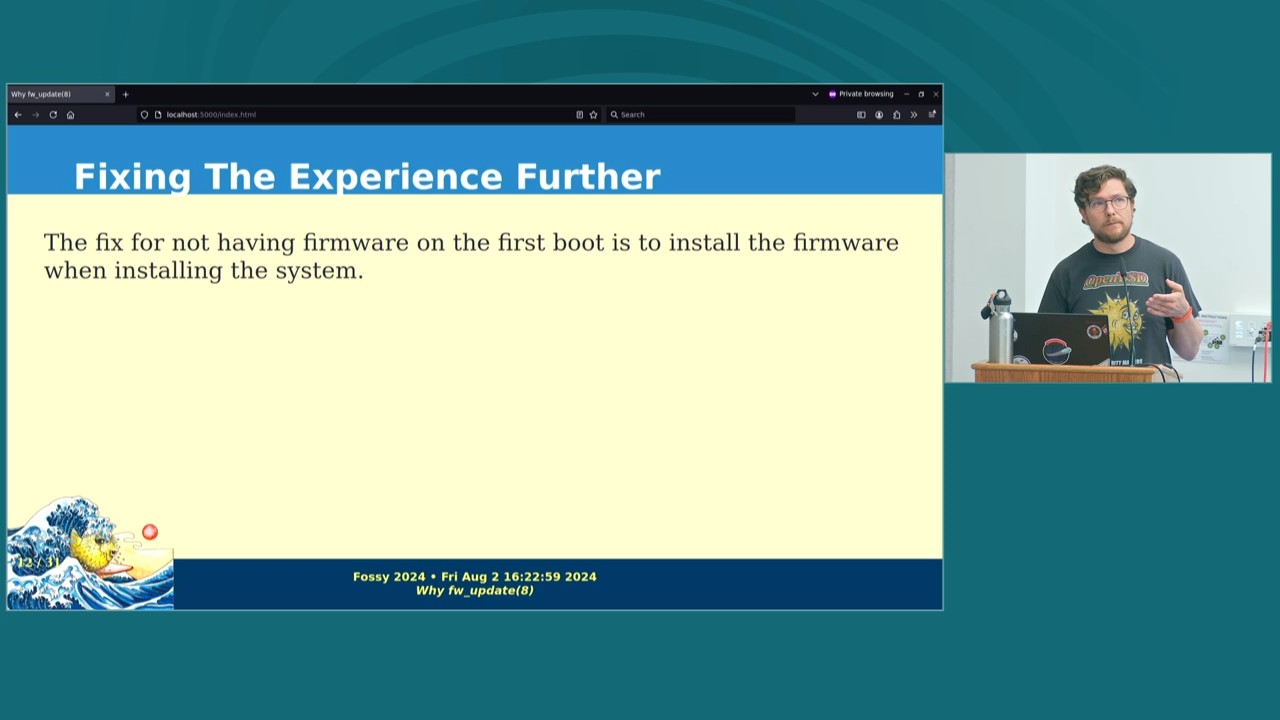 Why fw_update(8)
Private browsing
localhost:5000/index.html
Search
Fixing The Experience Further
The fix for not having firmware on the first boot is to install the firmware
when installing the system.
12 / 31
Fossy 2024 • Fri Aug 2 16:22:59 2024
Why fw_update(8)
OpenBSD